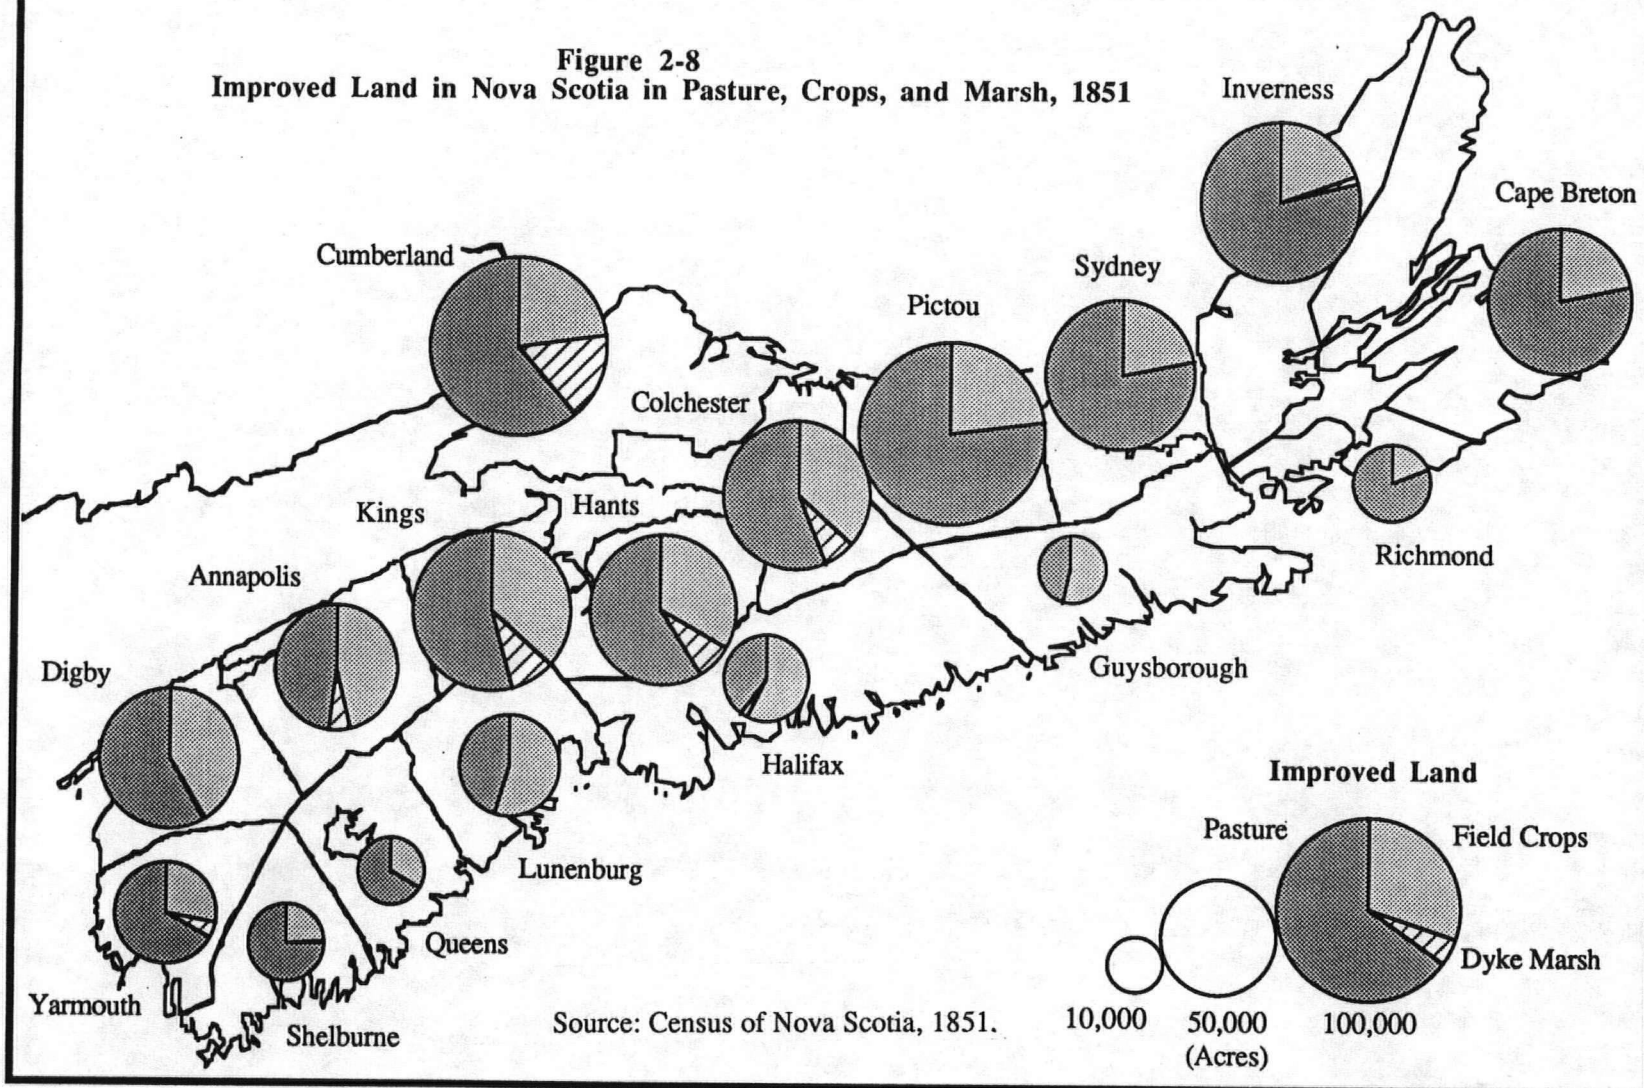 Figure 2-8
Improved Land in Nova Scotia in Pasture, Crops, and Marsh, 1851
Inverness
Cape Breton
Cumberland
Sydney
Pictou
Colchester
Kings
Hants
Richmond
Annapolis
Guysborough
Digby
Halifax
Lunenburg
Queens
Yarmouth
Shelburne
Improved Land
Pasture
Field Crops
Dyke Marsh
10,000 50,000 100,000
(Acres)
Source: Census of Nova Scotia, 1851.